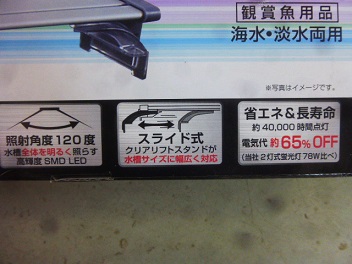 観賞魚用品
海水・淡水両用
※写真はイメージです。
照射角度120度
水槽全体を明るく照らす
高輝度SMD LED
スライド式
クリアリフトスタンドが
水槽サイズに幅広く対応
省エネ&長寿命
約40,000時間点灯
電気代 約65%OFF
(当社2灯式蛍光灯78W比べ)